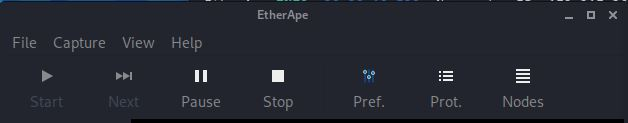 EtherApe
File Capture View Help
Start Next Pause Stop Pref. Prot. Nodes